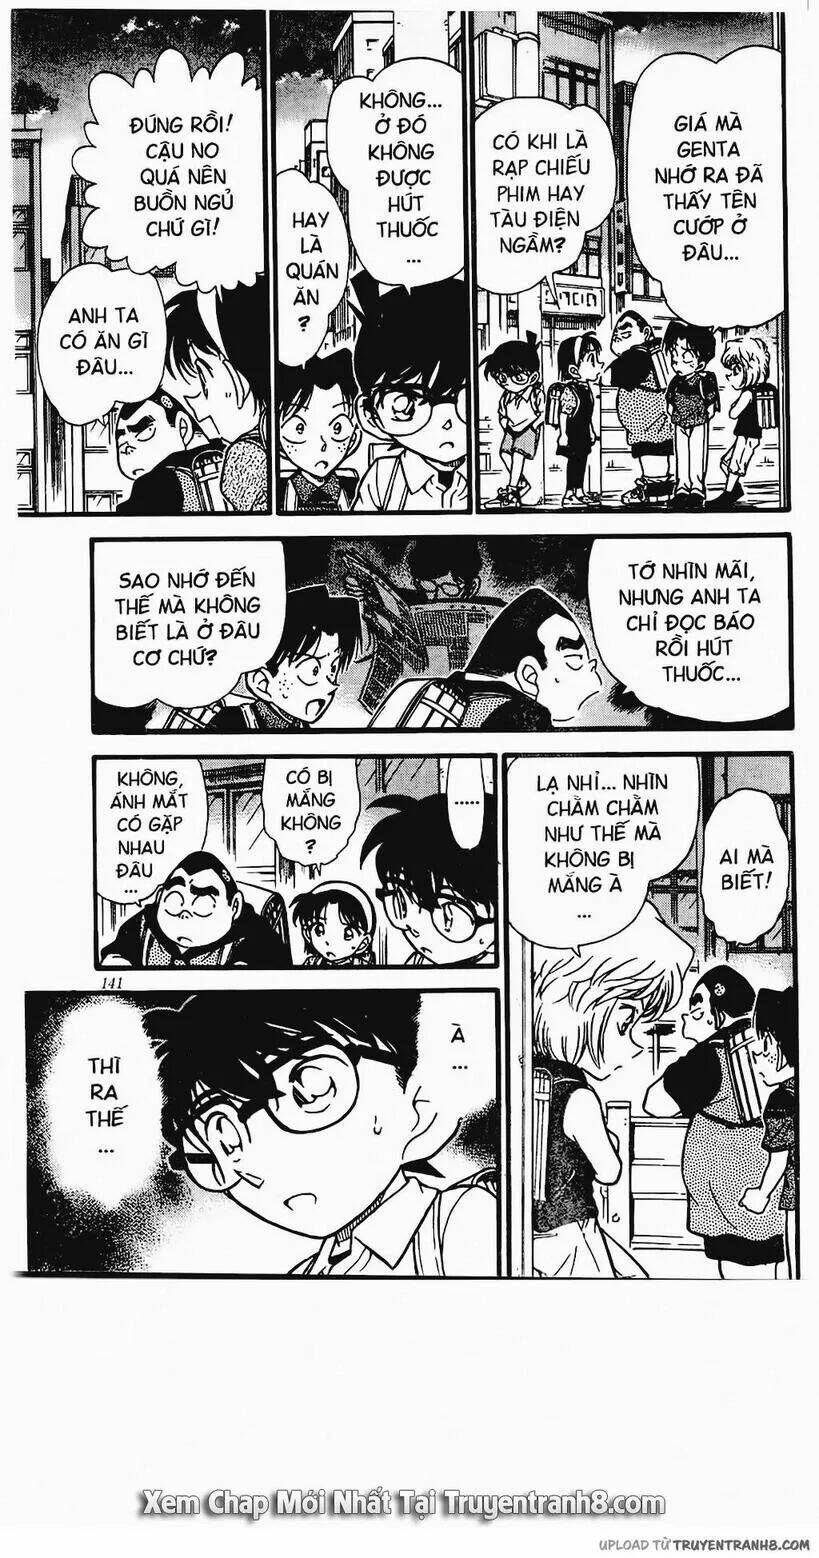 GIÁ MÀ
GENTA
NHỚ RA ĐÃ
THẤY TÊN
CƯỚP Ở
ĐÂU...
CÓ KHI LÀ
RẠP CHIẾU
PHIM HAY
TÀU ĐIỆN
NGẦM?
KHÔNG...
Ở ĐÓ
KHÔNG
ĐƯỢC
HÚT
THUỐC
...
HAY
LÀ
QUÁN
ĂN
?
ĐÚNG RỒI!
CẬU NO
QUÁ NÊN
BUỒN NGỦ
CHỨ GÌ!
ANH TA
CÓ ĂN GÌ
ĐÂU...
TỚ NHÌN MÃI,
NHƯNG ANH TA
CHỈ ĐỌC BÁO
RỒI HÚT
THUỐC...
SAO NHỚ ĐẾN
THẾ MÀ KHÔNG
BIẾT LÀ Ở ĐÂU
CƠ CHỨ?
AI MÀ
BIẾT!
LẠ NHỈ... NHÌN
CHẰM CHẰM
NHƯ THẾ MÀ
KHÔNG BỊ
MẮNG À
...
......
CÓ BỊ
MẮNG
KHÔNG
?
KHÔNG,
ÁNH MẮT
CÓ GẶP
NHAU
ĐÂU
...
141
À
...
THÌ
RA
THẾ
...
Xem Chap Mới Nhất Tại Truyentranh8.com
UPLOAD TỪ TRUYENTRANH8.COM